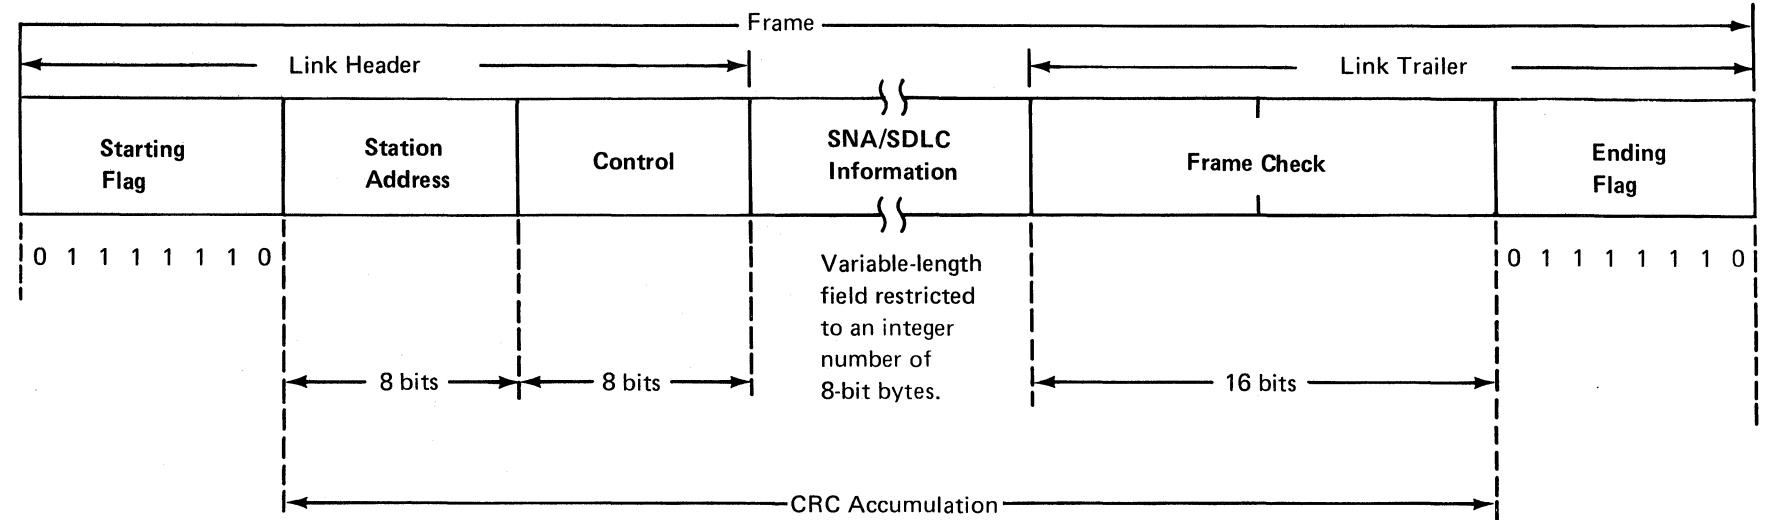 Frame
Link Header
Link Trailer
Starting
Flag
Station
Address
Control
SNA/SDLC
Information
Frame Check
Ending
Flag
0 1 1 1 1 1 1 0
Variable-length
field restricted
to an integer
number of
8-bit bytes.
0 1 1 1 1 1 1 0
8 bits
8 bits
16 bits
CRC Accumulation